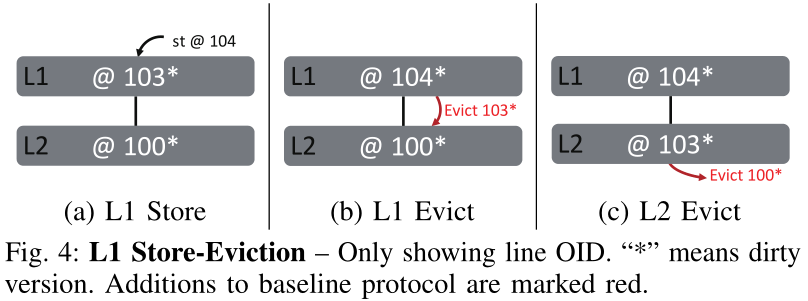 st @ 104
L1 @ 103*
L2 @ 100*
(a) L1 Store
L1 @ 104*
Evict 103*
L2 @ 100*
(b) L1 Evict
L1 @ 104*
L2 @ 103*
Evict 100*
(c) L2 Evict
Fig. 4: L1 Store-Eviction – Only showing line OID. “*” means dirty
version. Additions to baseline protocol are marked red.